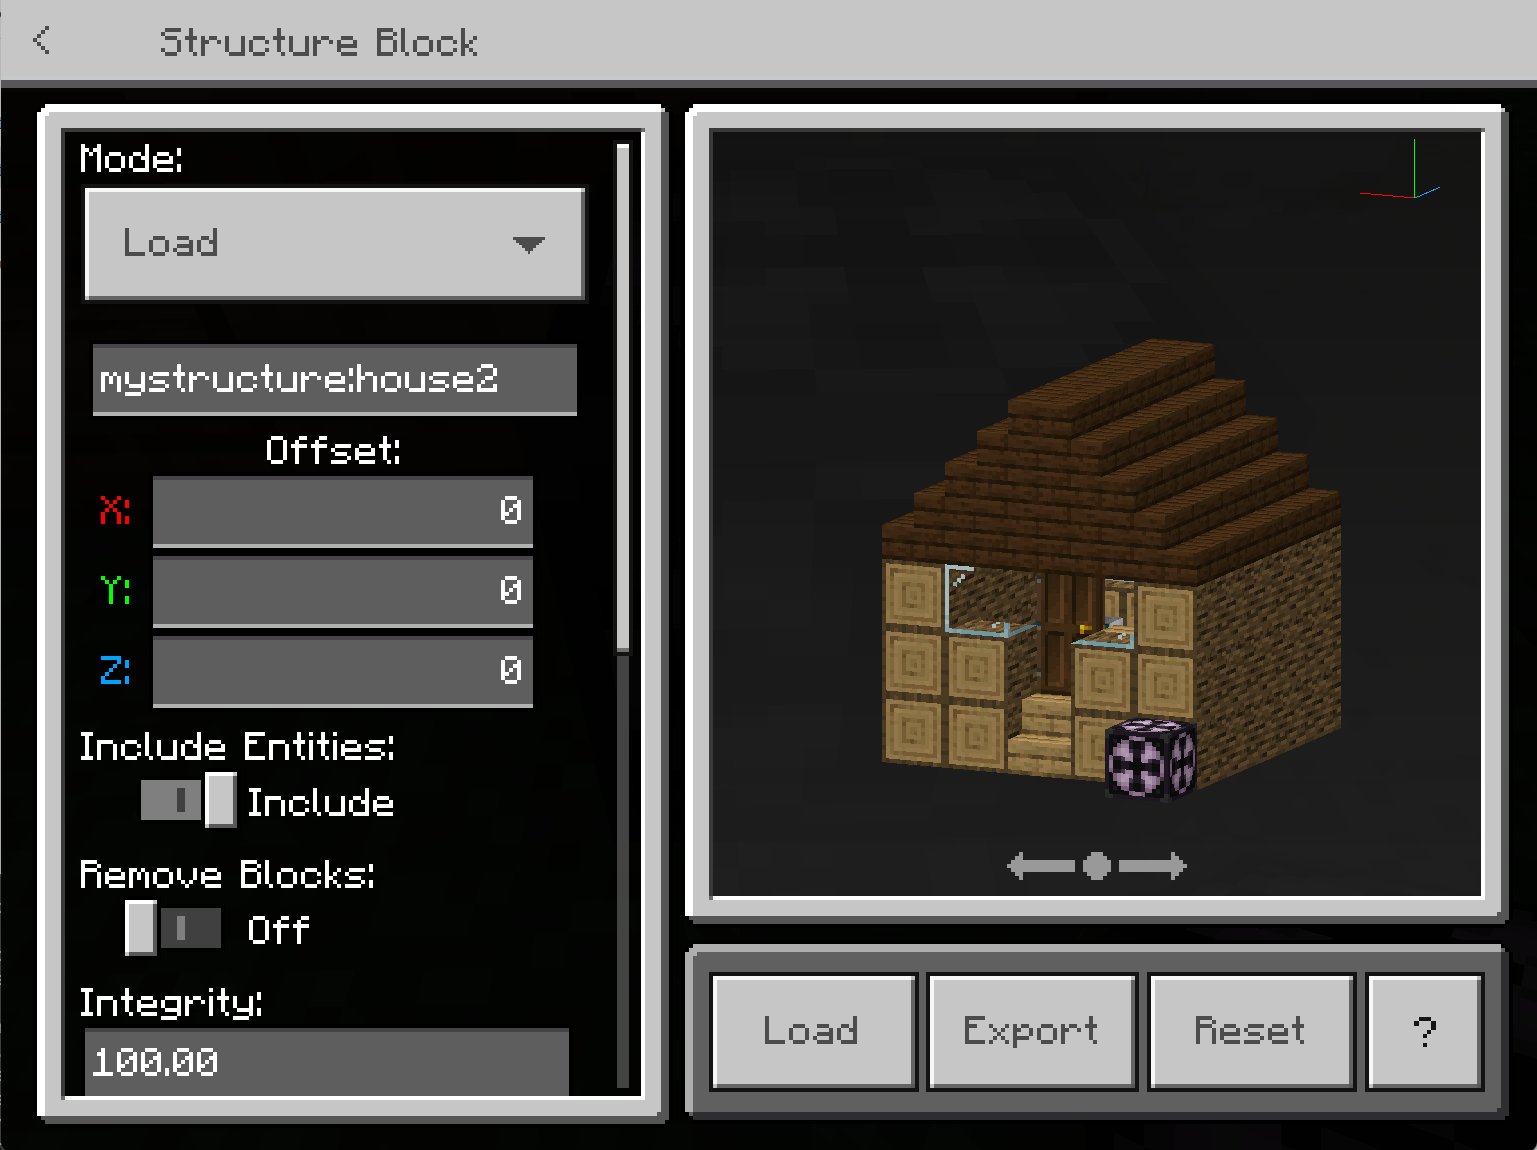 Structure Block
Mode:
Load
mystructure:house2
Offset:
X: 0
Y: 0
Z: 0
Include Entities:
Include
Remove Blocks:
Off
Integrity:
100.00
Load
Export
Reset
?